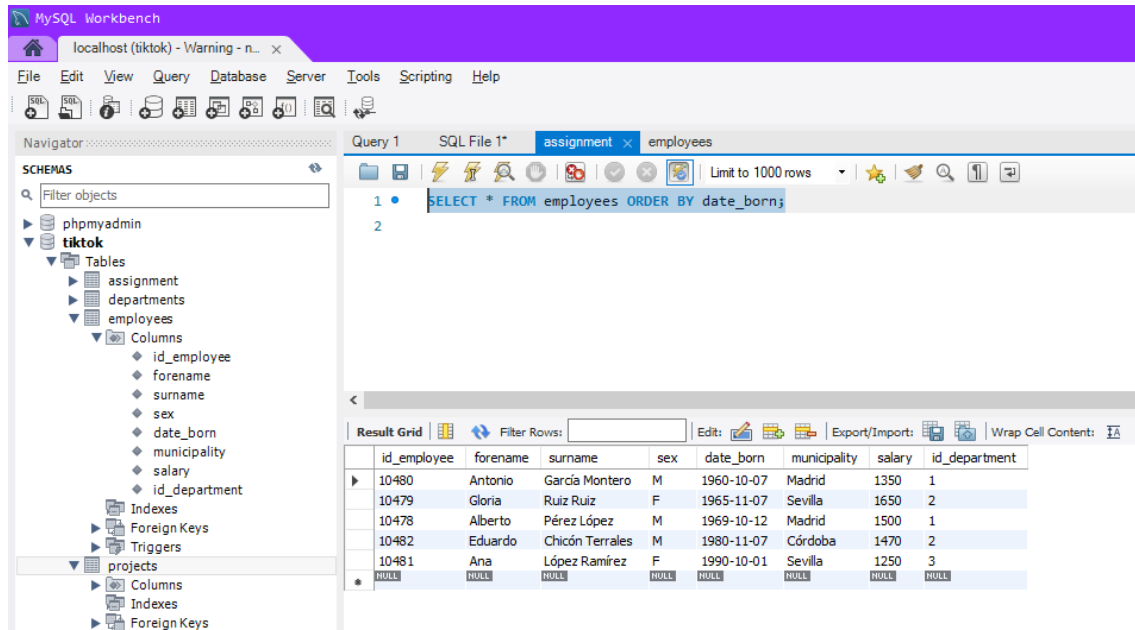 MySQL Workbench
localhost (tiktok) - Warning - n...
File Edit View Query Database Server Tools Scripting Help
Navigator
SCHEMAS
Filter objects
phpmyadmin
tiktok
Tables
assignment
departments
employees
Columns
id_employee
forename
surname
sex
date_born
municipality
salary
id_department
Indexes
Foreign Keys
Triggers
projects
Columns
Indexes
Foreign Keys
Query 1 SQL File 1* assignment employees
Limit to 1000 rows
1 SELECT * FROM employees ORDER BY date_born;
2
Result Grid Filter Rows: Edit: Export/Import: Wrap Cell Content:
id_employee forename surname sex date_born municipality salary id_department
10480 Antonio García Montero M 1960-10-07 Madrid 1350 1
10479 Gloria Ruiz Ruiz F 1965-11-07 Sevilla 1650 2
10478 Alberto Pérez López M 1969-10-12 Madrid 1500 1
10482 Eduardo Chicón Terrales M 1980-11-07 Córdoba 1470 2
10481 Ana López Ramírez F 1990-10-01 Sevilla 1250 3
NULL NULL NULL NULL NULL NULL NULL NULL